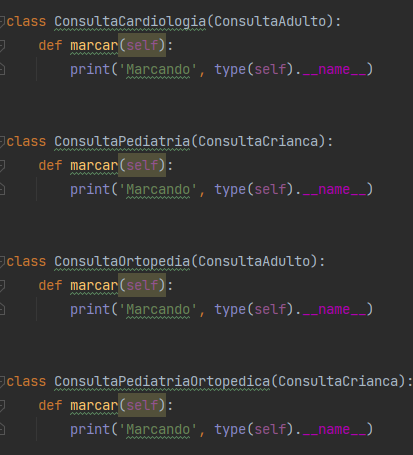 class ConsultaCardiologia(ConsultaAdulto):
    def marcar(self):
        print('Marcando', type(self).__name__)
class ConsultaPediatria(ConsultaCrianca):
    def marcar(self):
        print('Marcando', type(self).__name__)
class ConsultaOrtopedia(ConsultaAdulto):
    def marcar(self):
        print('Marcando', type(self).__name__)
class ConsultaPediatriaOrtopedica(ConsultaCrianca):
    def marcar(self):
        print('Marcando', type(self).__name__)